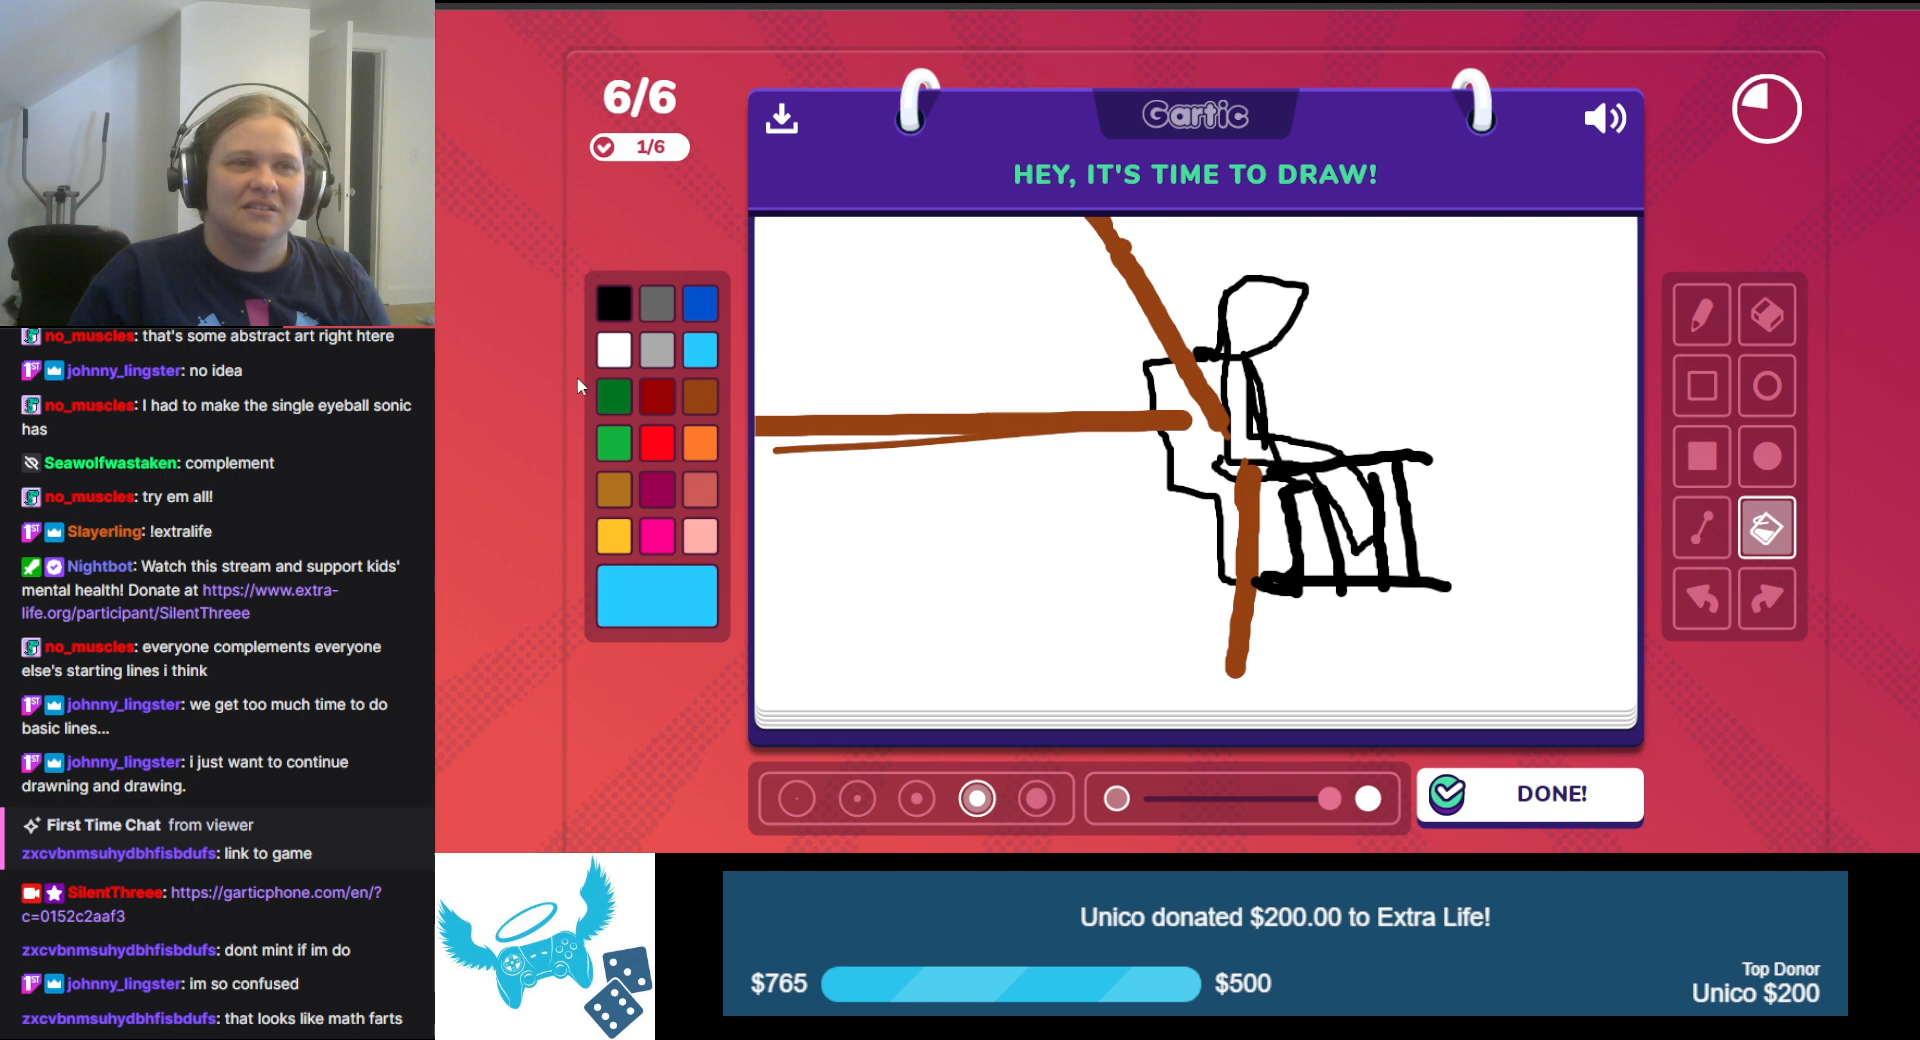 no_muscles: that's some abstract art right htere
johnny_lingster: no idea
no_muscles: I had to make the single eyeball sonic
has
Seawolfwastaken: complement
no_muscles: try em all!
Slayerling: !extralife
Nightbot: Watch this stream and support kids'
mental health! Donate at https://www.extra-
life.org/participant/SilentThreee
no_muscles: everyone complements everyone
else's starting lines i think
johnny_lingster: we get too much time to do
basic lines...
johnny_lingster: i just want to continue
drawning and drawing.
First Time Chat from viewer
zxcvbnmsuhydbhfisbdufs: link to game
SilentThreee: https://garticphone.com/en/?
c=0152c2aaf3
zxcvbnmsuhydbhfisbdufs: dont mint if im do
johnny_lingster: im so confused
zxcvbnmsuhydbhfisbdufs: that looks like math farts
6/6
1/6
Gartic
HEY, IT'S TIME TO DRAW!
DONE!
Unico donated $200.00 to Extra Life!
$765
$500
Top Donor
Unico $200